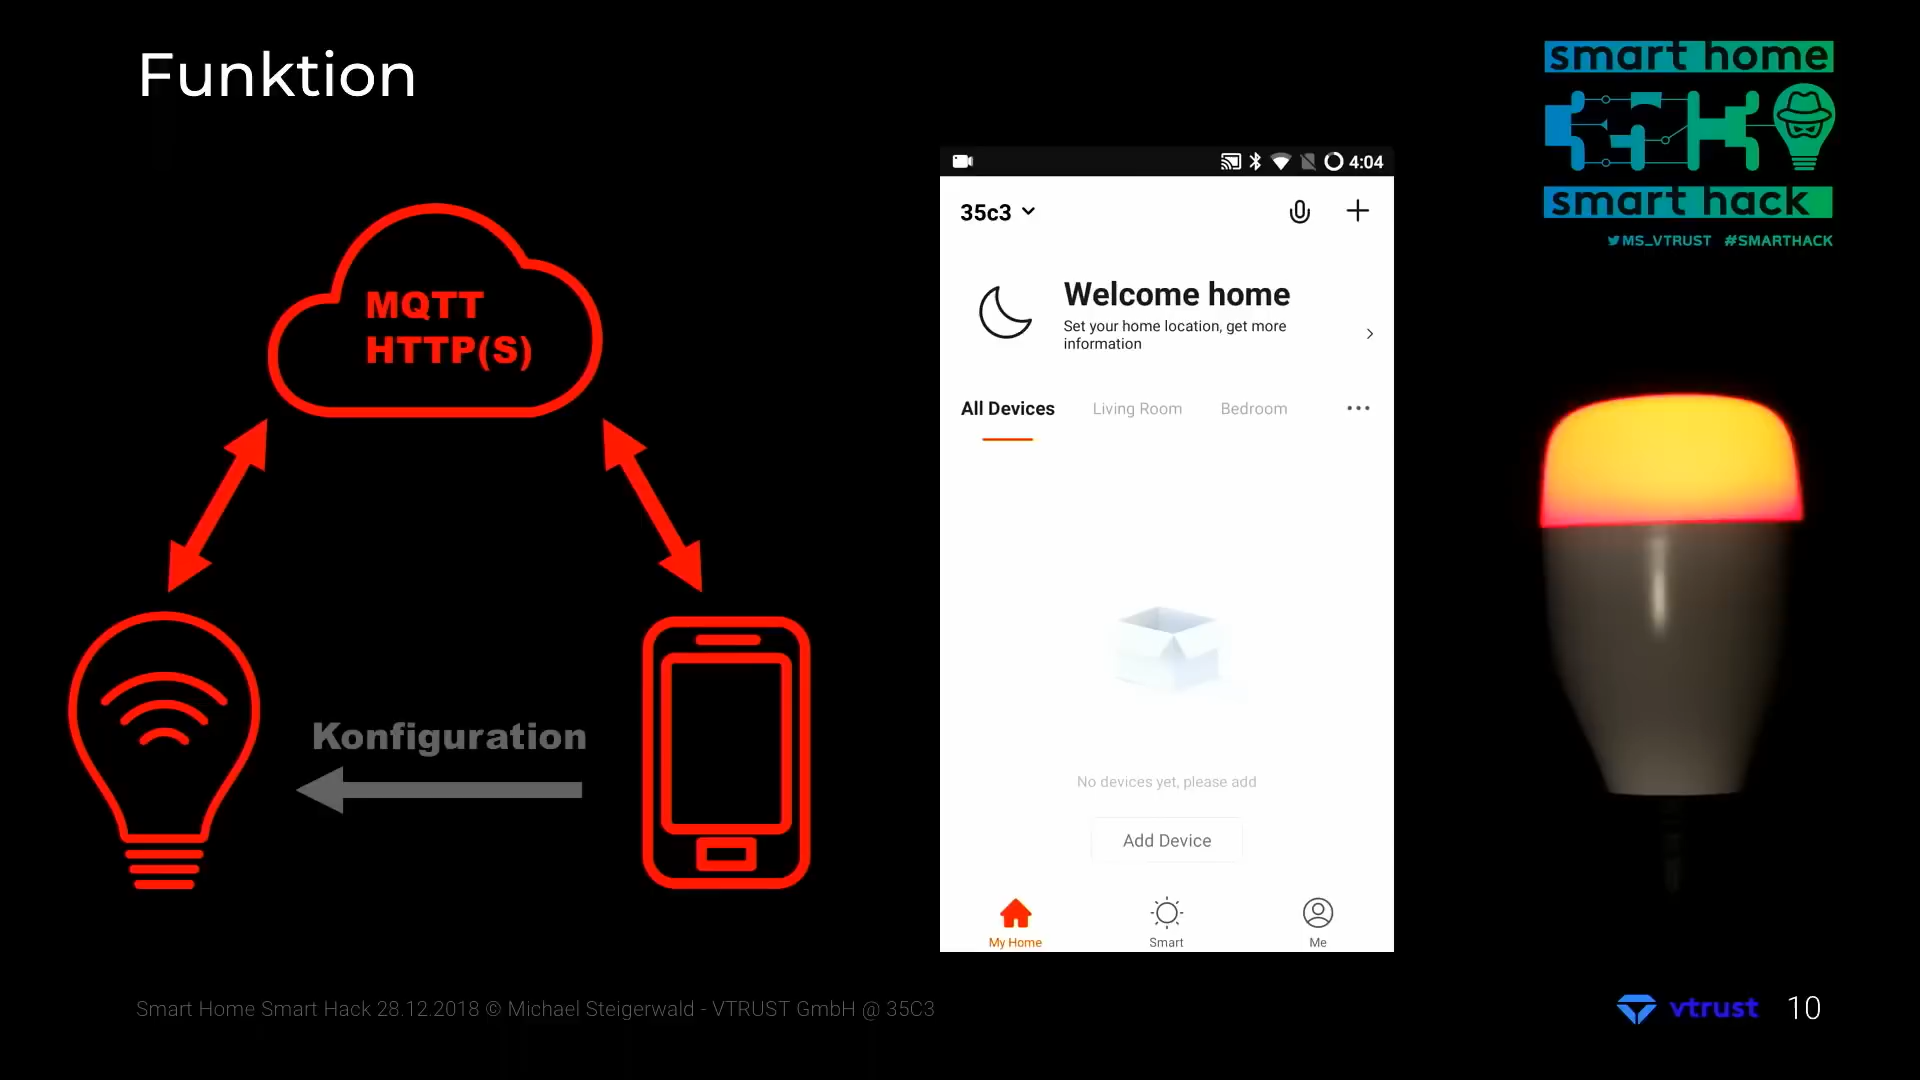 Funktion
smart home
35C3
smart hack
MS_VTRUST #SMARTHACK
MQTT
HTTP(S)
Konfiguration
4:04
35c3
Welcome home
Set your home location, get more
information
All Devices Living Room Bedroom
No devices yet, please add
Add Device
My Home Smart Me
Smart Home Smart Hack 28.12.2018 © Michael Steigerwald - VTRUST GmbH @ 35C3
vtrust 10